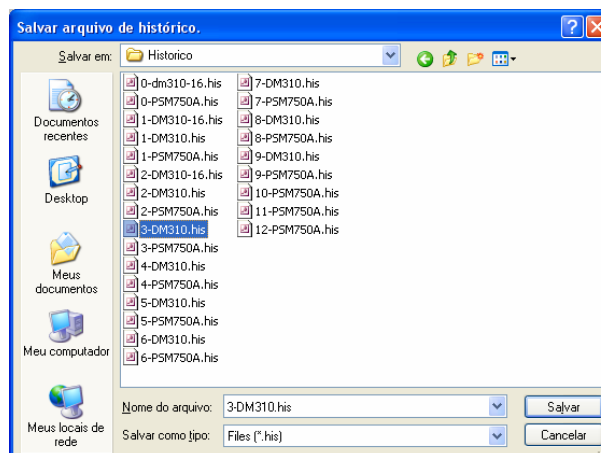 Salvar arquivo de histórico.
Salvar em: Historico
Documentos
recentes
Desktop
Meus
documentos
Meu computador
Meus locais de
rede
0-dm310-16.his
0-PSM750A.his
1-DM310-16.his
1-DM310.his
1-PSM750A.his
2-DM310-16.his
2-DM310.his
2-PSM750A.his
3-DM310.his
3-PSM750A.his
4-DM310.his
4-PSM750A.his
5-DM310.his
5-PSM750A.his
6-DM310.his
6-PSM750A.his
7-DM310.his
7-PSM750A.his
8-DM310.his
8-PSM750A.his
9-DM310.his
9-PSM750A.his
10-PSM750A.his
11-PSM750A.his
12-PSM750A.his
Nome do arquivo: 3-DM310.his Salvar
Salvar como tipo: Files (*.his) Cancelar